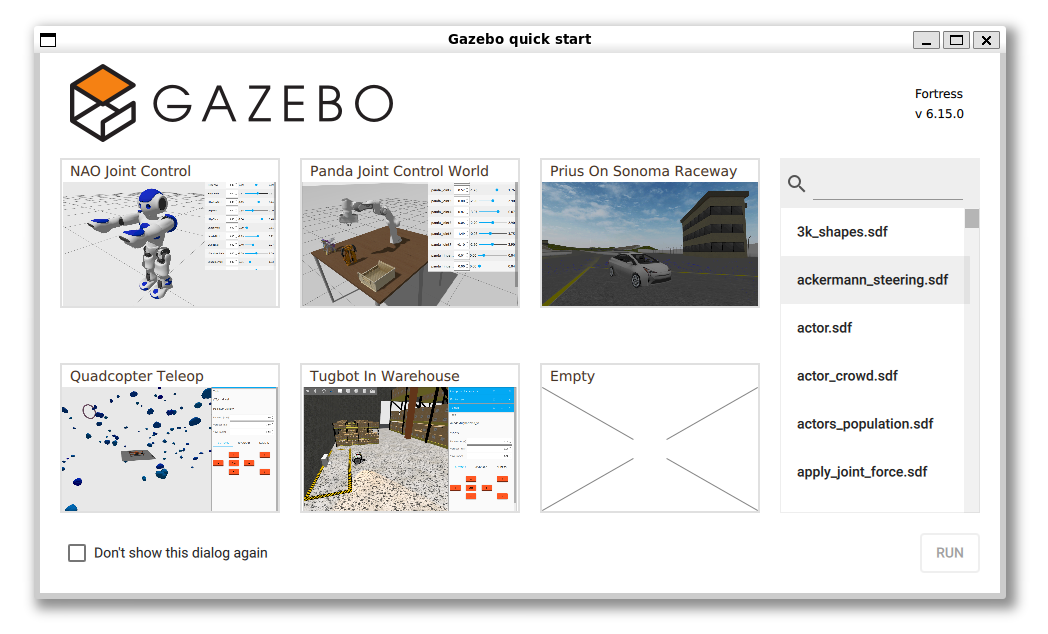 Gazebo quick start
GAZEBO
Fortress
v 6.15.0
NAO Joint Control
Panda Joint Control World
Prius On Sonoma Raceway
Quadcopter Teleop
Tugbot In Warehouse
Empty
3k_shapes.sdf
ackermann_steering.sdf
actor.sdf
actor_crowd.sdf
actors_population.sdf
apply_joint_force.sdf
Don't show this dialog again
RUN